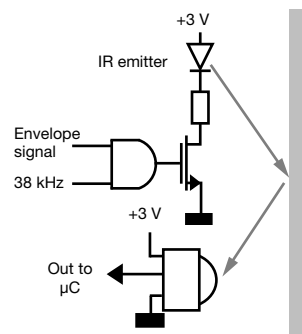 +3 V
IR emitter
Envelope
signal
38 kHz
+3 V
Out to
µC